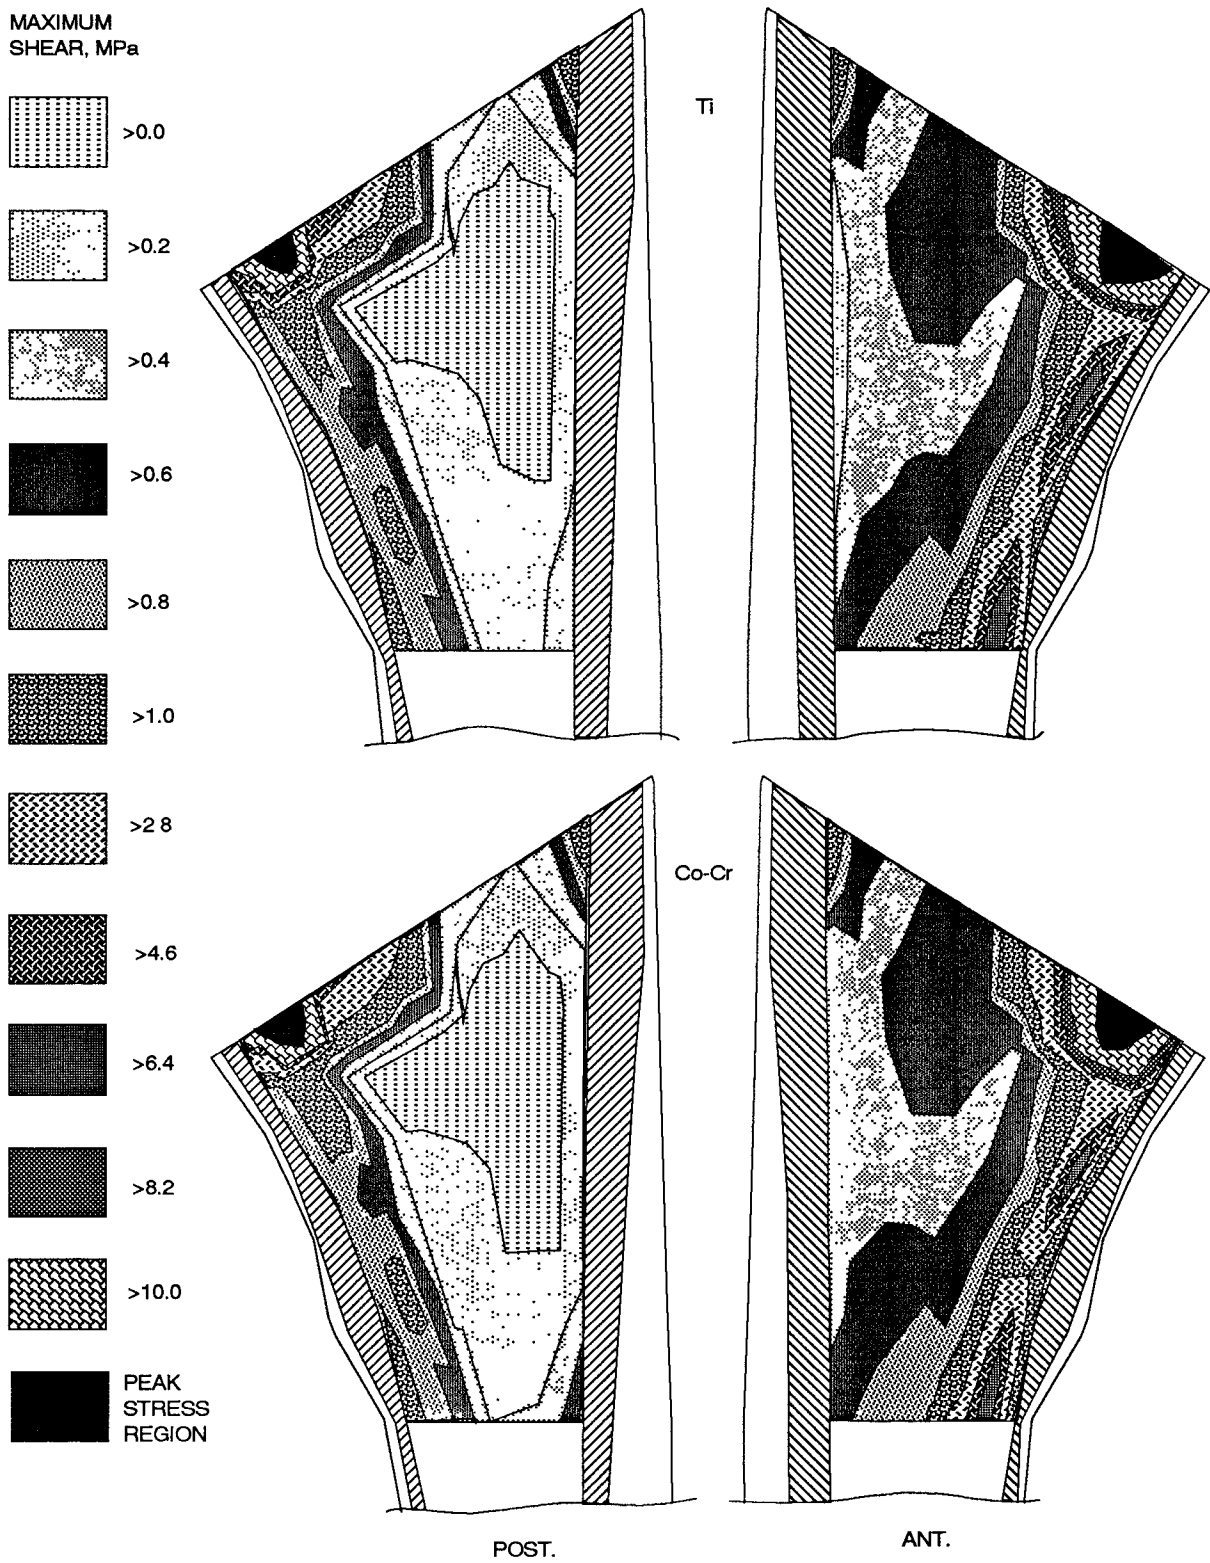 MAXIMUM
SHEAR, MPa
>0.0
>0.2
>0.4
>0.6
>0.8
>1.0
>2 8
>4.6
>6.4
>8.2
>10.0
PEAK
STRESS
REGION
Ti
Co-Cr
POST.
ANT.